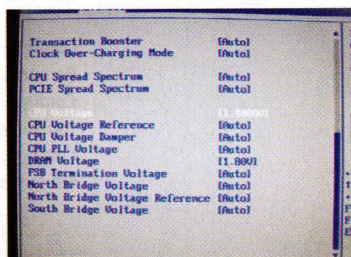 Transaction Booster [Auto]
Clock Over-Charging Mode [Auto]
CPU Spread Spectrum [Auto]
PCIE Spread Spectrum [Auto]
CPU Voltage
CPU Voltage Reference [Auto]
CPU Voltage Damper [Auto]
CPU PLL Voltage [Auto]
DRAM Voltage [1.80V]
FSB Termination Voltage [Auto]
North Bridge Voltage [Auto]
North Bridge Voltage Reference [Auto]
South Bridge Voltage [Auto]